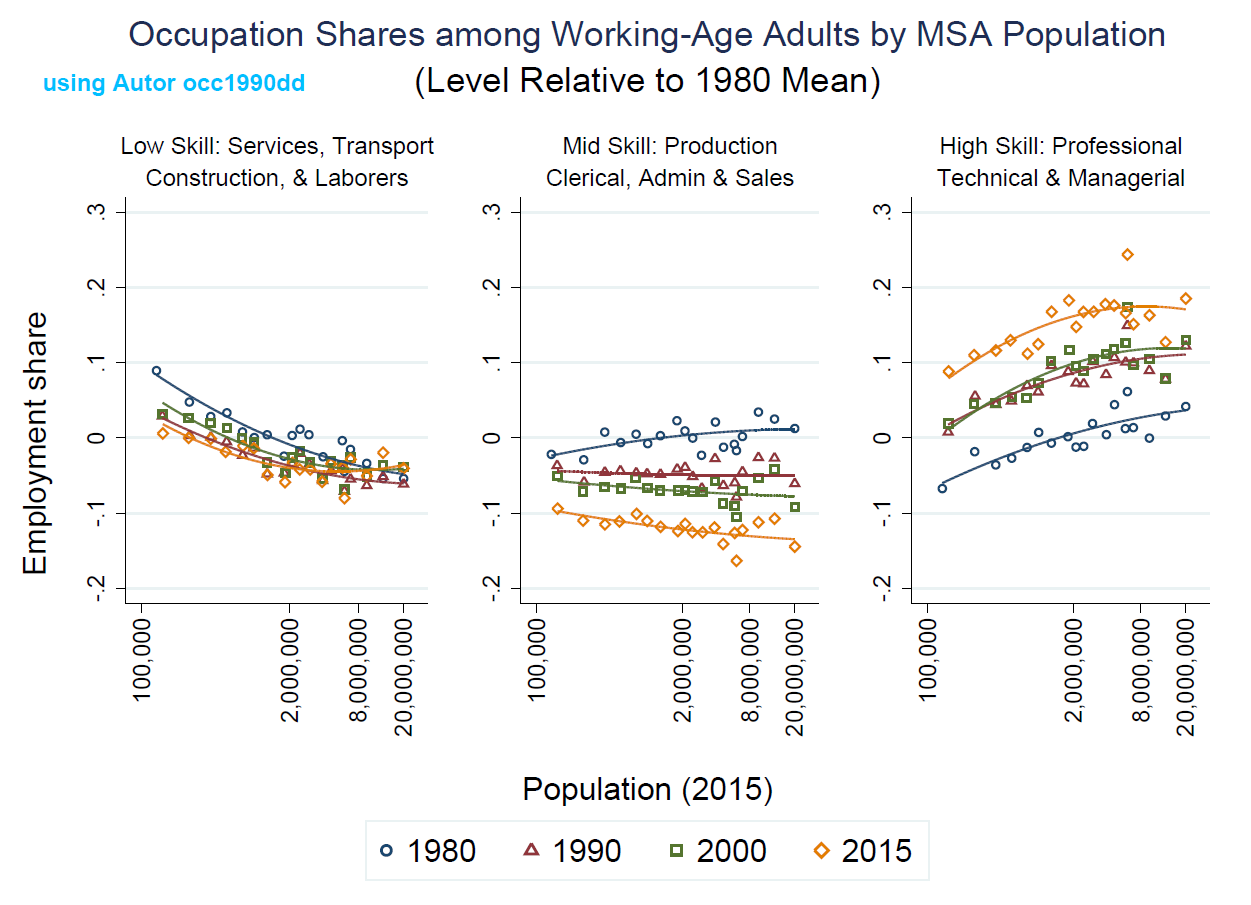 Occupation Shares among Working-Age Adults by MSA Population
using Autor occ1990dd
(Level Relative to 1980 Mean)
Low Skill: Services, Transport
Construction, & Laborers
Mid Skill: Production
Clerical, Admin & Sales
High Skill: Professional
Technical & Managerial
Employment share
.3
.2
.1
0
-.1
-.2
100,000
2,000,000
8,000,000
20,000,000
.3
.2
.1
0
-.1
-.2
100,000
2,000,000
8,000,000
20,000,000
.3
.2
.1
0
-.1
-.2
100,000
2,000,000
8,000,000
20,000,000
Population (2015)
1980 1990 2000 2015